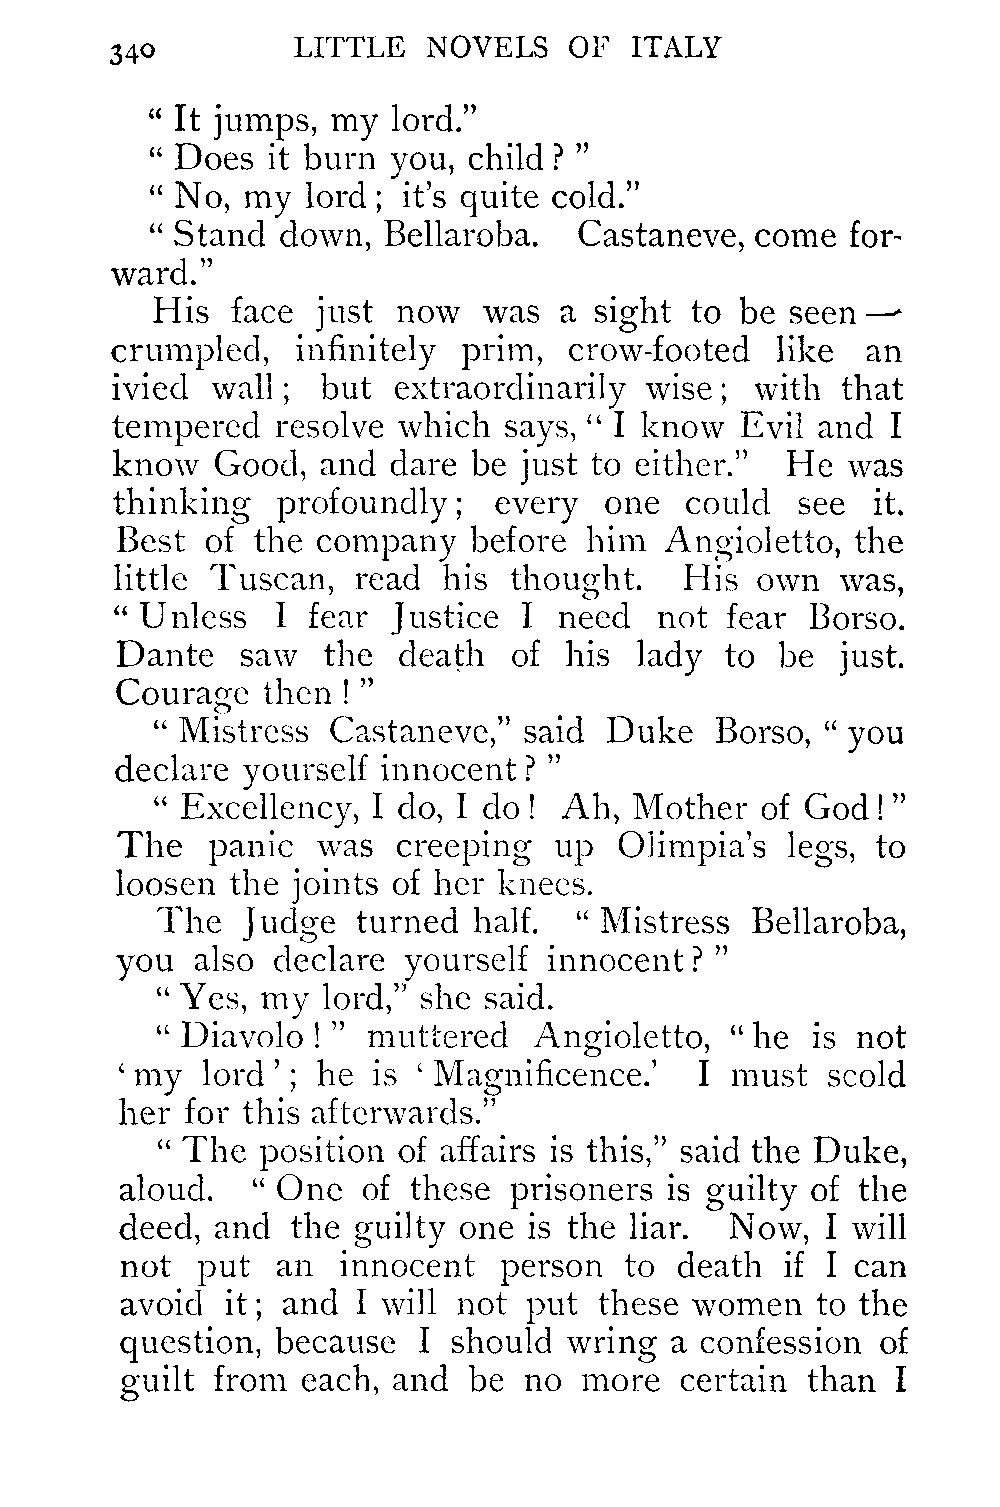 340 LITTLE NOVELS OF ITALY
“ It jumps, my lord.”
“ Does it burn you, child ? ”
“ No, my lord ; it’s quite cold.”
“ Stand down, Bellaroba. Castaneve, come for-
ward.”
His face just now was a sight to be seen —
crumpled, infinitely prim, crow-footed like an
ivied wall ; but extraordinarily wise ; with that
tempered resolve which says, “ I know Evil and I
know Good, and dare be just to either.” He was
thinking profoundly ; every one could see it.
Best of the company before him Angioletto, the
little Tuscan, read his thought. His own was,
“ Unless I fear Justice I need not fear Borso.
Dante saw the death of his lady to be just.
Courage then ! ”
“ Mistress Castaneve,” said Duke Borso, “ you
declare yourself innocent ? ”
“ Excellency, I do, I do ! Ah, Mother of God ! ”
The panic was creeping up Olimpia’s legs, to
loosen the joints of her knees.
The Judge turned half. “ Mistress Bellaroba,
you also declare yourself innocent ? ”
“ Yes, my lord,” she said.
“ Diavolo ! ” muttered Angioletto, “ he is not
‘ my lord ’ ; he is ‘ Magnificence.’ I must scold
her for this afterwards.”
“ The position of affairs is this,” said the Duke,
aloud. “ One of these prisoners is guilty of the
deed, and the guilty one is the liar. Now, I will
not put an innocent person to death if I can
avoid it ; and I will not put these women to the
question, because I should wring a confession of
guilt from each, and be no more certain than I